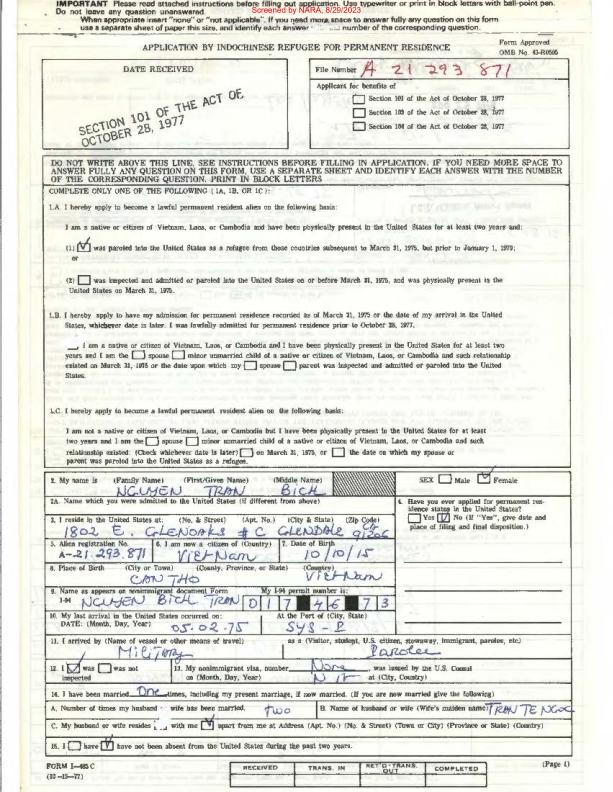 IMPORTANT Please read attached instructions before filling out application. Use typewriter or print in block letters with ball-point pen.
Do not leave any question unanswered.
Screened by NARA, 8/29/2023
When appropriate insert "none" or "not applicable". If you need more space to answer fully any question on this form
use a separate sheet of paper this size, and identify each number of the corresponding question.
Form Approved
OMB No. 43-R0505
APPLICATION BY INDOCHINESE REFUGEE FOR PERMANENT RESIDENCE
DATE RECEIVED
SECTION 101 OF THE ACT OF
OCTOBER 28, 1977
File Number A 21 293 871
Applicant for benefits of
Section 101 of the Act of October 28, 1977
Section 103 of the Act of October 28, 1977
Section 104 of the Act of October 28, 1977
DO NOT WRITE ABOVE THIS LINE. SEE INSTRUCTIONS BEFORE FILLING IN APPLICATION. IF YOU NEED MORE SPACE TO
ANSWER FULLY ANY QUESTION ON THIS FORM, USE A SEPARATE SHEET AND IDENTIFY EACH ANSWER WITH THE NUMBER
OF THE CORRESPONDING QUESTION. PRINT IN BLOCK LETTERS
COMPLETE ONLY ONE OF THE FOLLOWING (1A, 1B, OR 1C):
1.A. I hereby apply to become a lawful permanent resident alien on the following basis:
I am a native or citizen of Vietnam, Laos, or Cambodia and have been physically present in the United States for at least two years and:
(1) was paroled into the United States as a refugee from those countries subsequent to March 31, 1975, but prior to January 1, 1979;
or
(2) was inspected and admitted or paroled into the United States on or before March 31, 1975, and was physically present in the
United States on March 31, 1975.
1.B. I hereby apply to have my admission for permanent residence recorded as of March 31, 1975 or the date of my arrival in the United
States, whichever date is later. I was lawfully admitted for permanent residence prior to October 28, 1977.
I am a native or citizen of Vietnam, Laos, or Cambodia and I have been physically present in the United States for at least two
years and I am the spouse minor unmarried child of a native or citizen of Vietnam, Laos, or Cambodia and such relationship
existed on March 31, 1975 or the date upon which my spouse parent was inspected and admitted or paroled into the United
States.
1.C. I hereby apply to become a lawful permanent resident alien on the following basis:
I am not a native or citizen of Vietnam, Laos, or Cambodia but I have been physically present in the United States for at least
two years and I am the spouse minor unmarried child of a native or citizen of Vietnam, Laos, or Cambodia and such
relationship existed: (Check whichever date is later) on March 31, 1975, or the date on which my spouse or
parent was paroled into the United States as a refugee.
2. My name is (Family Name) (First/Given Name) (Middle Name)
NGUYEN TRAN BICH
SEX Male Female
2A. Name which you were admitted to the United States (if different from above)
4. Have you ever applied for permanent res-
idence status in the United States?
Yes No (If "Yes", give date and
place of filing and final disposition.)
3. I reside in the United States at: (No. & Street) (Apt. No.) (City & State) (Zip Code)
1802 E. GLENOAKS # C GLENDALE CA 91206
5. Alien registration No. 6. I am now a citizen of (Country) 7. Date of Birth
A-21.293.871 VietNam 10/10/15
8. Place of Birth (City or Town) (County, Province, or State) (Country)
CAN THO VietNam
9. Name as appears on nonimmigrant document Form My I-94 permit number is:
I-94 NGUYEN BICH TRAN 017 46 73
10. My last arrival in the United States occurred on: At the Port of (City, State)
DATE: (Month, Day, Year) 05.02.75 SYS-P
11. I arrived by (Name of vessel or other means of travel) as a (Visitor, student, U.S. citizen, stowaway, immigrant, parolee, etc)
Military Parolee
12. I was was not 13. My nonimmigrant visa, number None, was issued by the U.S. Consul
inspected on (Month, Day, Year) at (City, Country)
14. I have been married One times, including my present marriage, if now married. (If you are now married give the following)
A. Number of times my husband wife has been married. Two B. Name of husband or wife (Wife's maiden name) TRAN TE NGOC
C. My husband or wife resides with me apart from me at Address (Apt. No.) (No. & Street) (Town or City) (Province or State) (Country)
15. I have have not been absent from the United States during the past two years.
FORM I-485 C
(10-15-77)
RECEIVED TRANS. IN RET'D-TRANS. OUT COMPLETED
(Page 1)